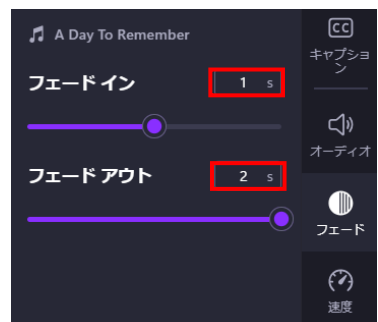 A Day To Remember
フェード イン
1 s
フェード アウト
2 s
CC
キャプショ
ン
オーディオ
フェード
速度